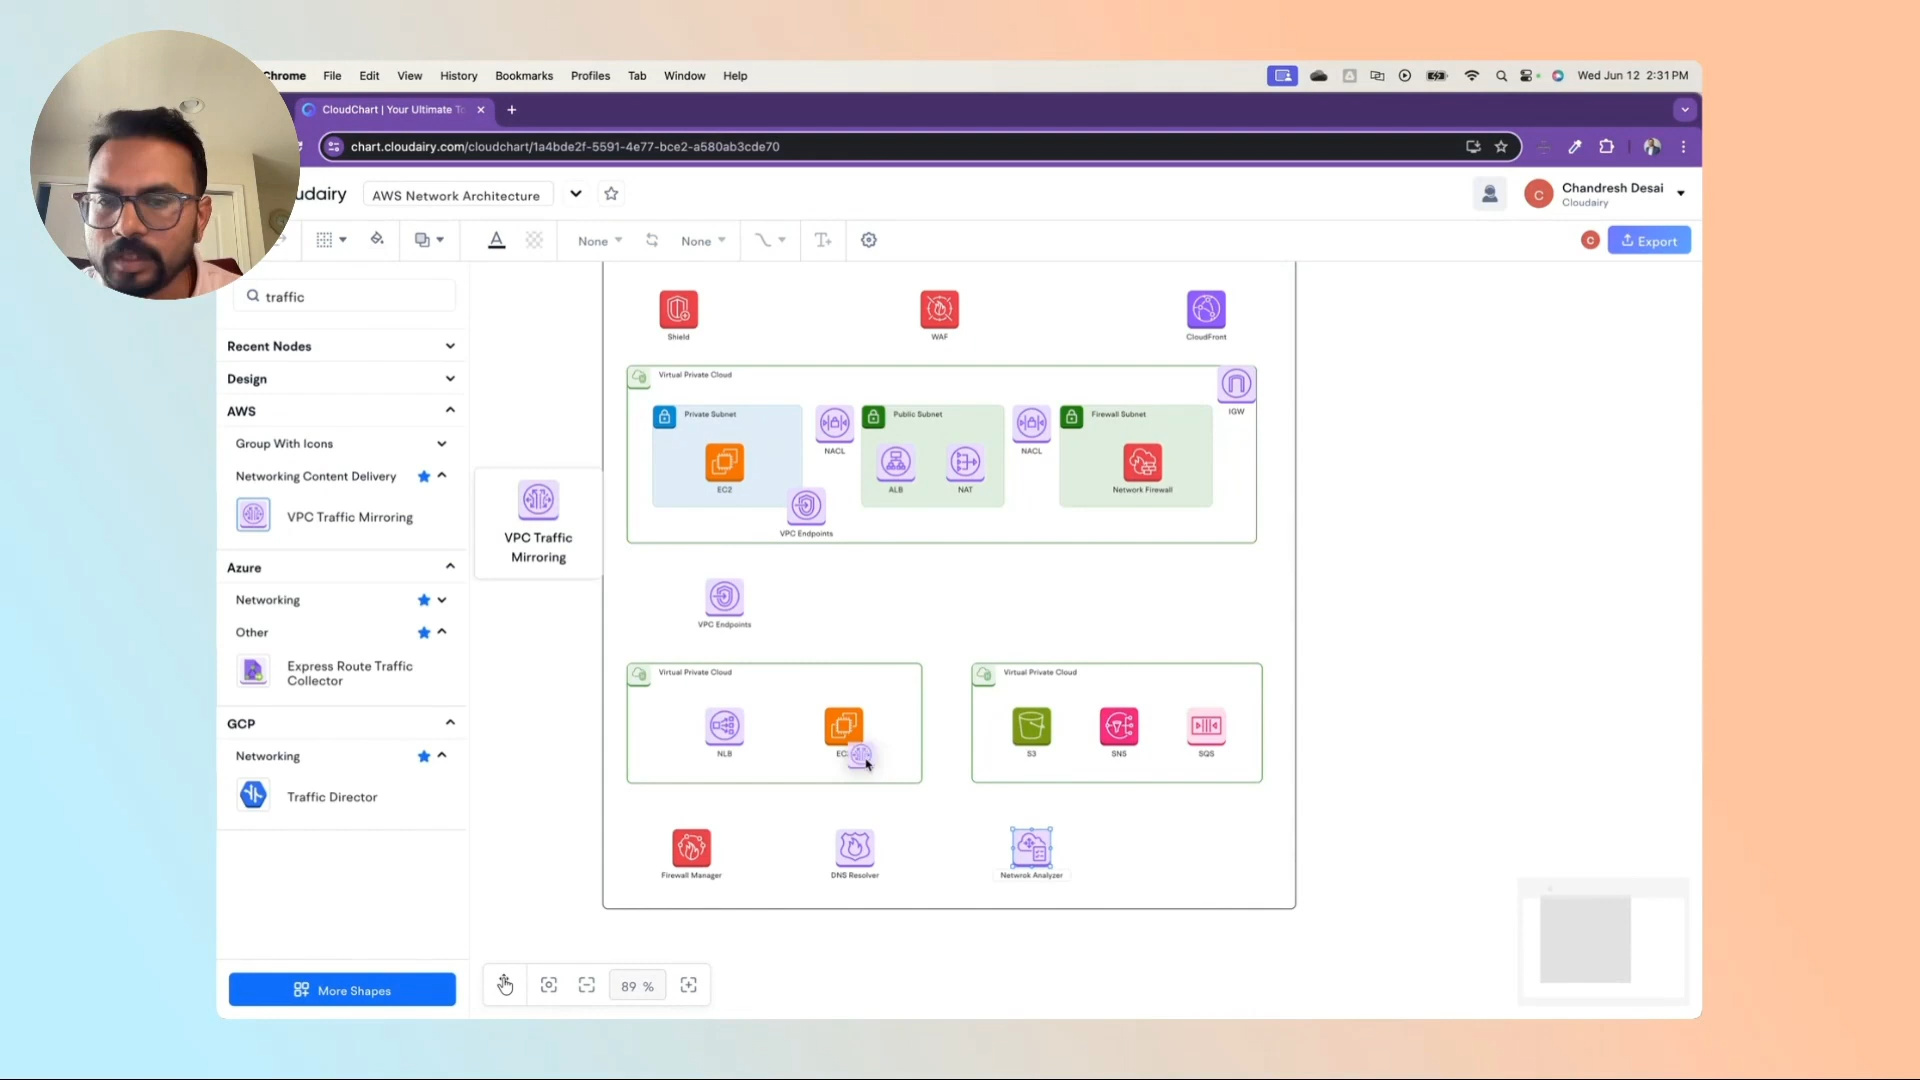 Chrome File Edit View History Bookmarks Profiles Tab Window Help
Wed Jun 12 2:31 PM
CloudChart | Your Ultimate To
chart.cloudairy.com/cloudchart/1a4bde2f-5591-4e77-bce2-a580ab3cde70
udairy
AWS Network Architecture
C
Chandresh Desai
Cloudairy
None
None
C
Export
traffic
Recent Nodes
Design
AWS
Group With Icons
Networking Content Delivery
VPC Traffic Mirroring
Azure
Networking
Other
Express Route Traffic
Collector
GCP
Networking
Traffic Director
More Shapes
VPC Traffic
Mirroring
Shield
WAF
CloudFront
Virtual Private Cloud
IGW
Private Subnet
EC2
NACL
Public Subnet
ALB
NAT
NACL
Firewall Subnet
Network Firewall
VPC Endpoints
VPC Endpoints
Virtual Private Cloud
NLB
Virtual Private Cloud
S3
SNS
SQS
Firewall Manager
DNS Resolver
Netwrok Analyzer
89 %